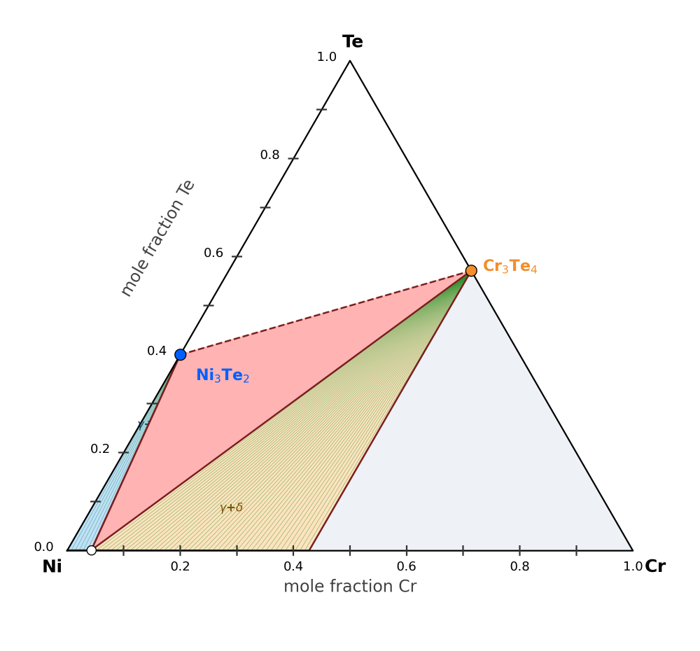 Te
1.0
0.8
mole fraction Te
0.6
Cr₃Te₄
0.4
Ni₃Te₂
0.2
γ+δ
0.0
Ni
0.2
0.4
0.6
0.8
1.0
Cr
mole fraction Cr